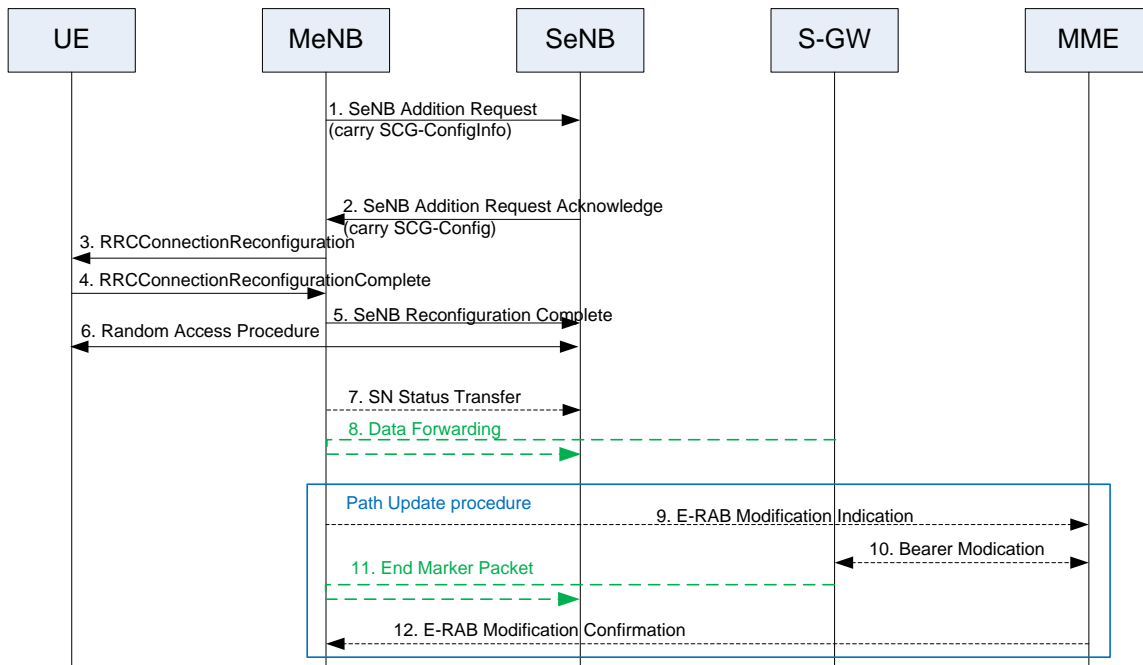 UE MeNB SeNB S-GW MME
1. SeNB Addition Request
(carry SCG-ConfigInfo)
2. SeNB Addition Request Acknowledge
(carry SCG-Config)
3. RRCConnectionReconfiguration
4. RRCConnectionReconfigurationComplete
5. SeNB Reconfiguration Complete
6. Random Access Procedure
7. SN Status Transfer
8. Data Forwarding
Path Update procedure
9. E-RAB Modification Indication
10. Bearer Modication
11. End Marker Packet
12. E-RAB Modification Confirmation